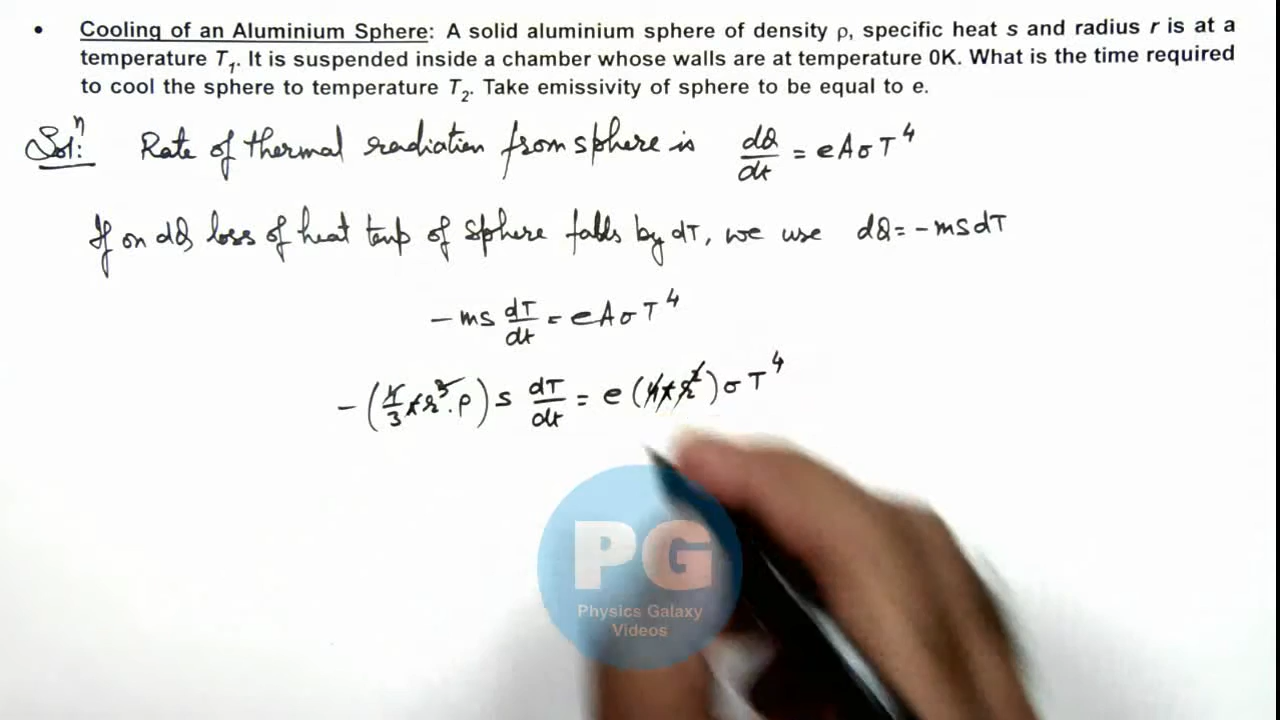 • Cooling of an Aluminium Sphere: A solid aluminium sphere of density ρ, specific heat s and radius r is at a
temperature T₁. It is suspended inside a chamber whose walls are at temperature 0K. What is the time required
to cool the sphere to temperature T₂. Take emissivity of sphere to be equal to e.
Solⁿ: Rate of thermal radiation from sphere is dQ/dt = eAσT⁴
If on dQ loss of heat temp of sphere falls by dT, we use dQ = -msdT
-ms dT/dt = eAσT⁴
-(4/3 πr³.ρ) s dT/dt = e(4πr²)σT⁴
PG
Physics Galaxy
Videos